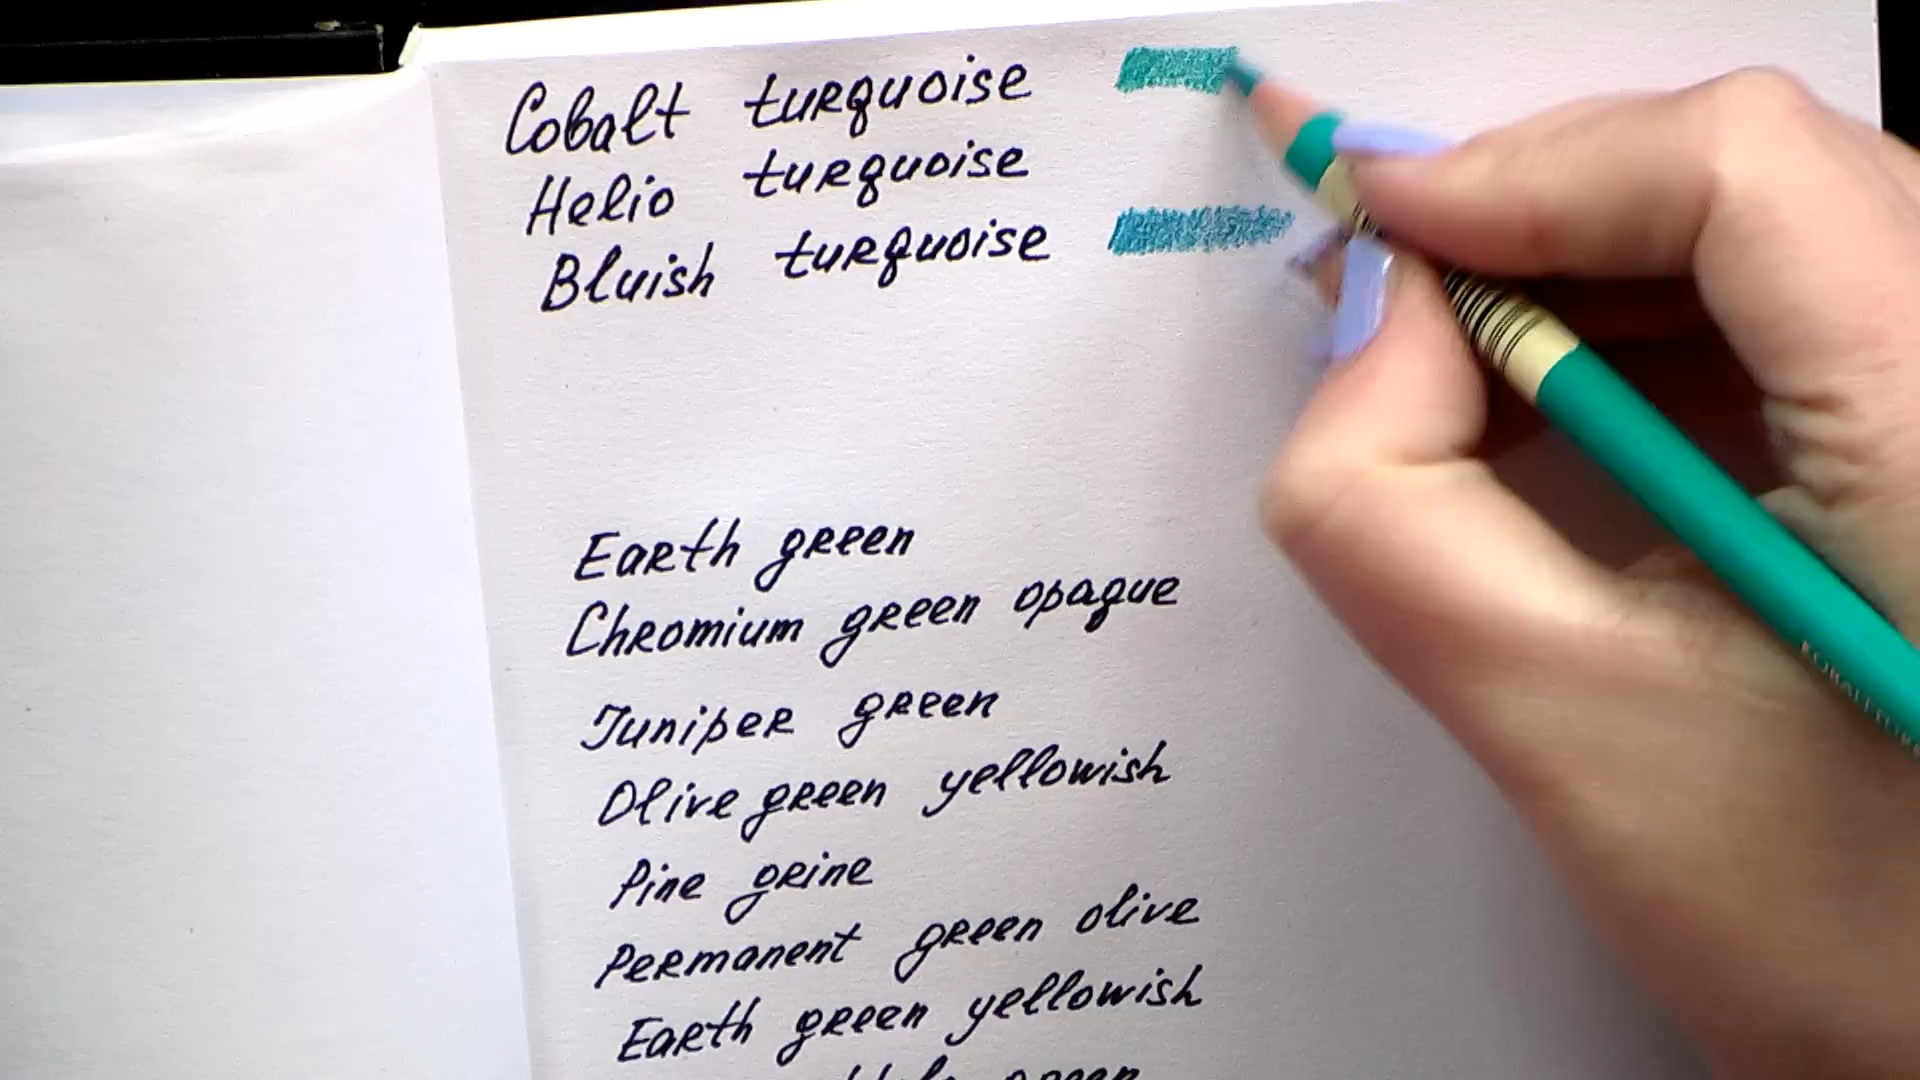 Cobalt turquoise
Helio turquoise
Bluish turquoise
Earth green
Chromium green opaque
Juniper green
Olive green yellowish
Pine grine
Permanent green olive
Earth green yellowish
green